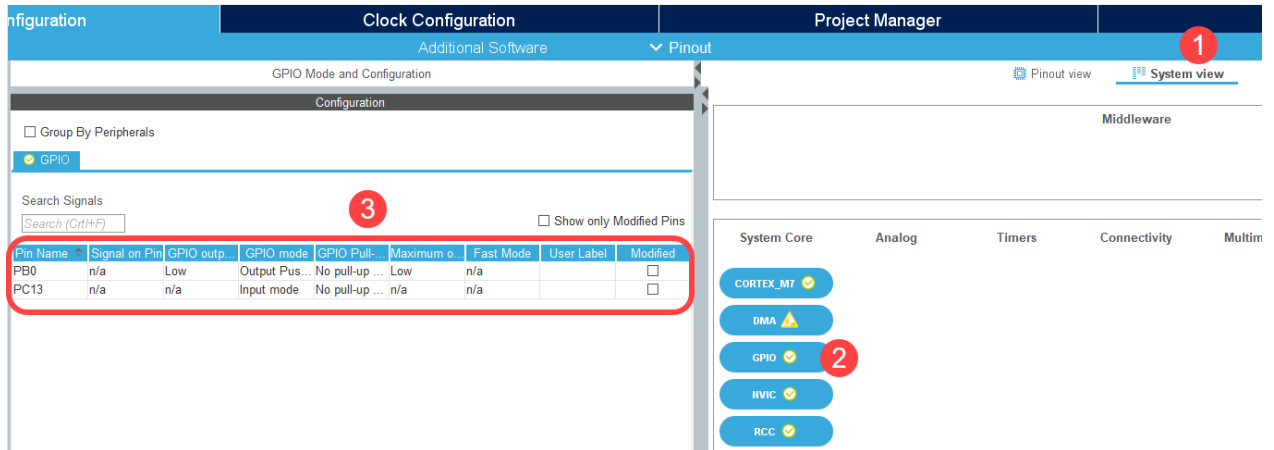 nfiguration
Clock Configuration
Project Manager
Additional Software
Pinout
1
GPIO Mode and Configuration
Pinout view
System view
Configuration
Middleware
Group By Peripherals
GPIO
Search Signals
3
Search (Crtl+F)
Show only Modified Pins
Pin Name Signal on Pin GPIO outp... GPIO mode GPIO Pull-... Maximum o... Fast Mode User Label Modified
PB0 n/a Low Output Pus... No pull-up ... Low n/a
PC13 n/a n/a Input mode No pull-up ... n/a n/a
System Core Analog Timers Connectivity Multim
CORTEX_M7
DMA
GPIO
2
NVIC
RCC